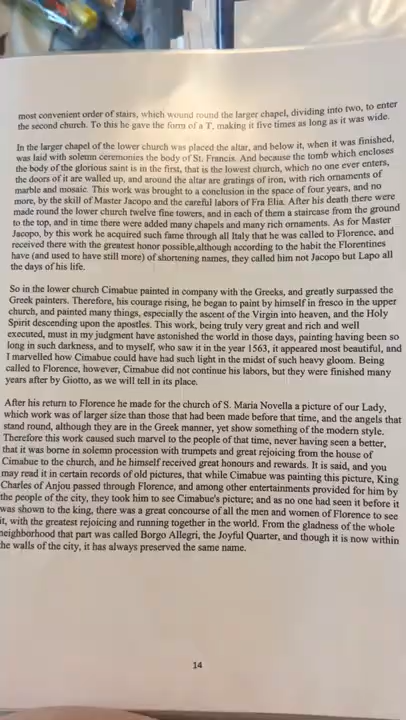 most convenient order of stairs, which wound round the larger chapel, dividing into two, to enter
the second church. To this he gave the form of a T, making it five times as long as it was wide.
In the larger chapel of the lower church was placed the altar, and below it, when it was finished,
was laid with solemn ceremonies the body of St. Francis. And because the tomb which encloses
the body of the glorious saint is in the first, that is the lowest church, which no one ever enters,
the doors of it are walled up, and around the altar are gratings of iron, with rich ornaments of
marble and mosaic. This work was brought to a conclusion in the space of four years, and no
more, by the skill of Master Jacopo and the careful labors of Fra Elia. After his death there were
made round the lower church twelve fine towers, and in each of them a staircase from the ground
to the top, and in time there were added many chapels and many rich ornaments. As for Master
Jacopo, by this work he acquired such fame through all Italy that he was called to Florence, and
received there with the greatest honor possible,although according to the habit the Florentines
have (and used to have still more) of shortening names, they called him not Jacopo but Lapo all
the days of his life.
So in the lower church Cimabue painted in company with the Greeks, and greatly surpassed the
Greek painters. Therefore, his courage rising, he began to paint by himself in fresco in the upper
church, and painted many things, especially the ascent of the Virgin into heaven, and the Holy
Spirit descending upon the apostles. This work, being truly very great and rich and well
executed, must in my judgment have astonished the world in those days, painting having been so
long in such darkness, and to myself, who saw it in the year 1563, it appeared most beautiful, and
I marvelled how Cimabue could have had such light in the midst of such heavy gloom. Being
called to Florence, however, Cimabue did not continue his labors, but they were finished many
years after by Giotto, as we will tell in its place.
After his return to Florence he made for the church of S. Maria Novella a picture of our Lady,
which work was of larger size than those that had been made before that time, and the angels that
stand round, although they are in the Greek manner, yet show something of the modern style.
Therefore this work caused such marvel to the people of that time, never having seen a better,
that it was borne in solemn procession with trumpets and great rejoicing from the house of
Cimabue to the church, and he himself received great honours and rewards. It is said, and you
may read it in certain records of old pictures, that while Cimabue was painting this picture, King
Charles of Anjou passed through Florence, and among other entertainments provided for him by
the people of the city, they took him to see Cimabue's picture; and as no one had seen it before it
was shown to the king, there was a great concourse of all the men and women of Florence to see
it, with the greatest rejoicing and running together in the world. From the gladness of the whole
neighborhood that part was called Borgo Allegri, the Joyful Quarter, and though it is now within
the walls of the city, it has always preserved the same name.
14